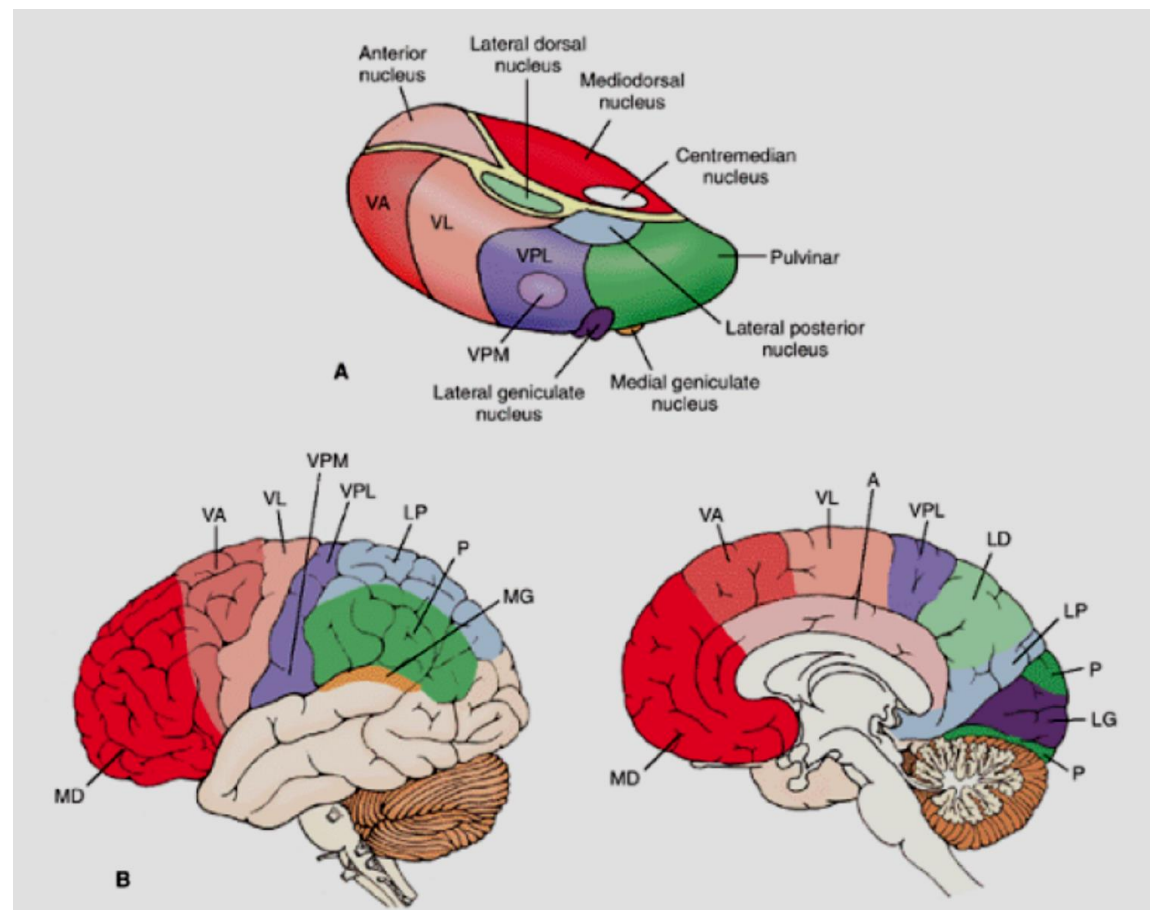 Anterior
nucleus
Lateral dorsal
nucleus
Mediodorsal
nucleus
Centremedian
nucleus
VA
VL
VPL
Pulvinar
Lateral posterior
nucleus
VPM
A
Lateral geniculate
nucleus
Medial geniculate
nucleus
VPM
VA
VL
VPL
LP
P
MG
MD
B
VA
VL
A
VPL
LD
LP
P
LG
P
MD